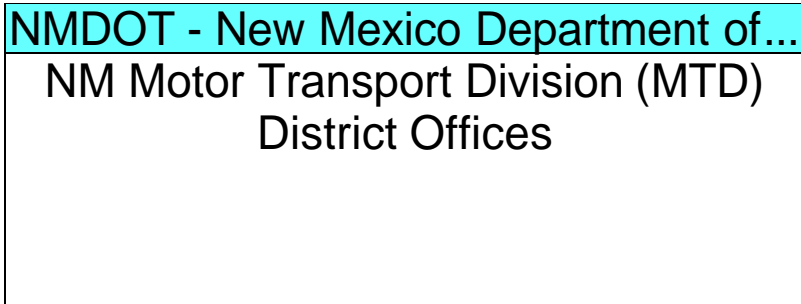 NMDOT - New Mexico Department of...
NM Motor Transport Division (MTD)
District Offices